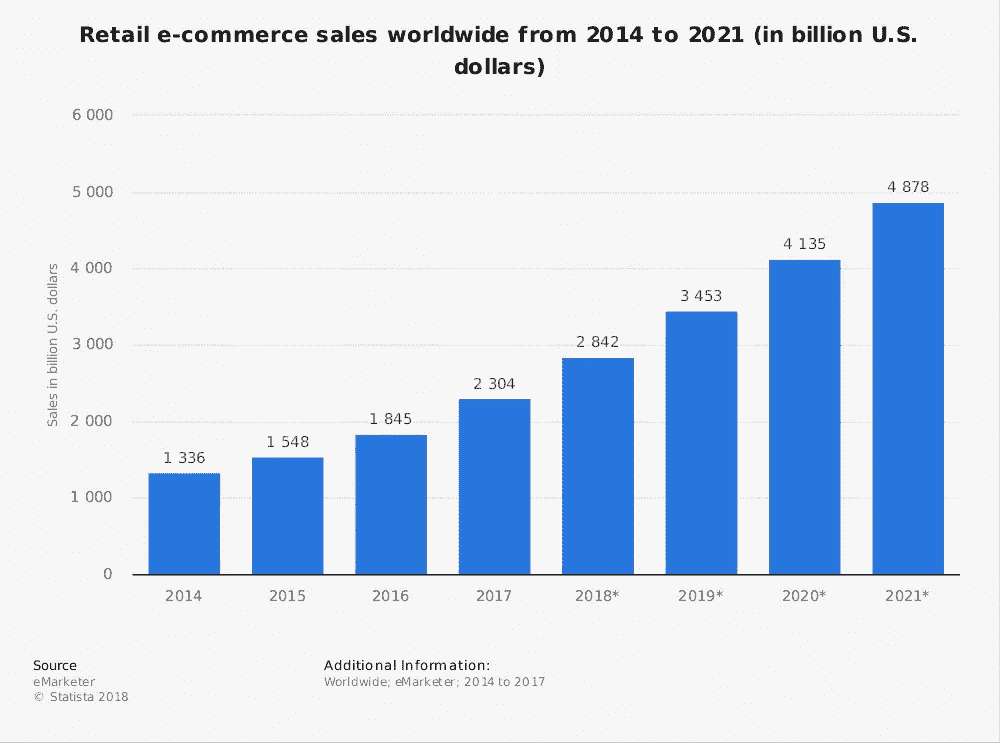 Retail e-commerce sales worldwide from 2014 to 2021 (in billion U.S.
dollars)
6 000
5 000
4 000
3 000
2 000
1 000
0
Sales in billion U.S. dollars
1 336
1 548
1 845
2 304
2 842
3 453
4 135
4 878
2014
2015
2016
2017
2018*
2019*
2020*
2021*
Source
eMarketer
© Statista 2018
Additional Information:
Worldwide; eMarketer; 2014 to 2017